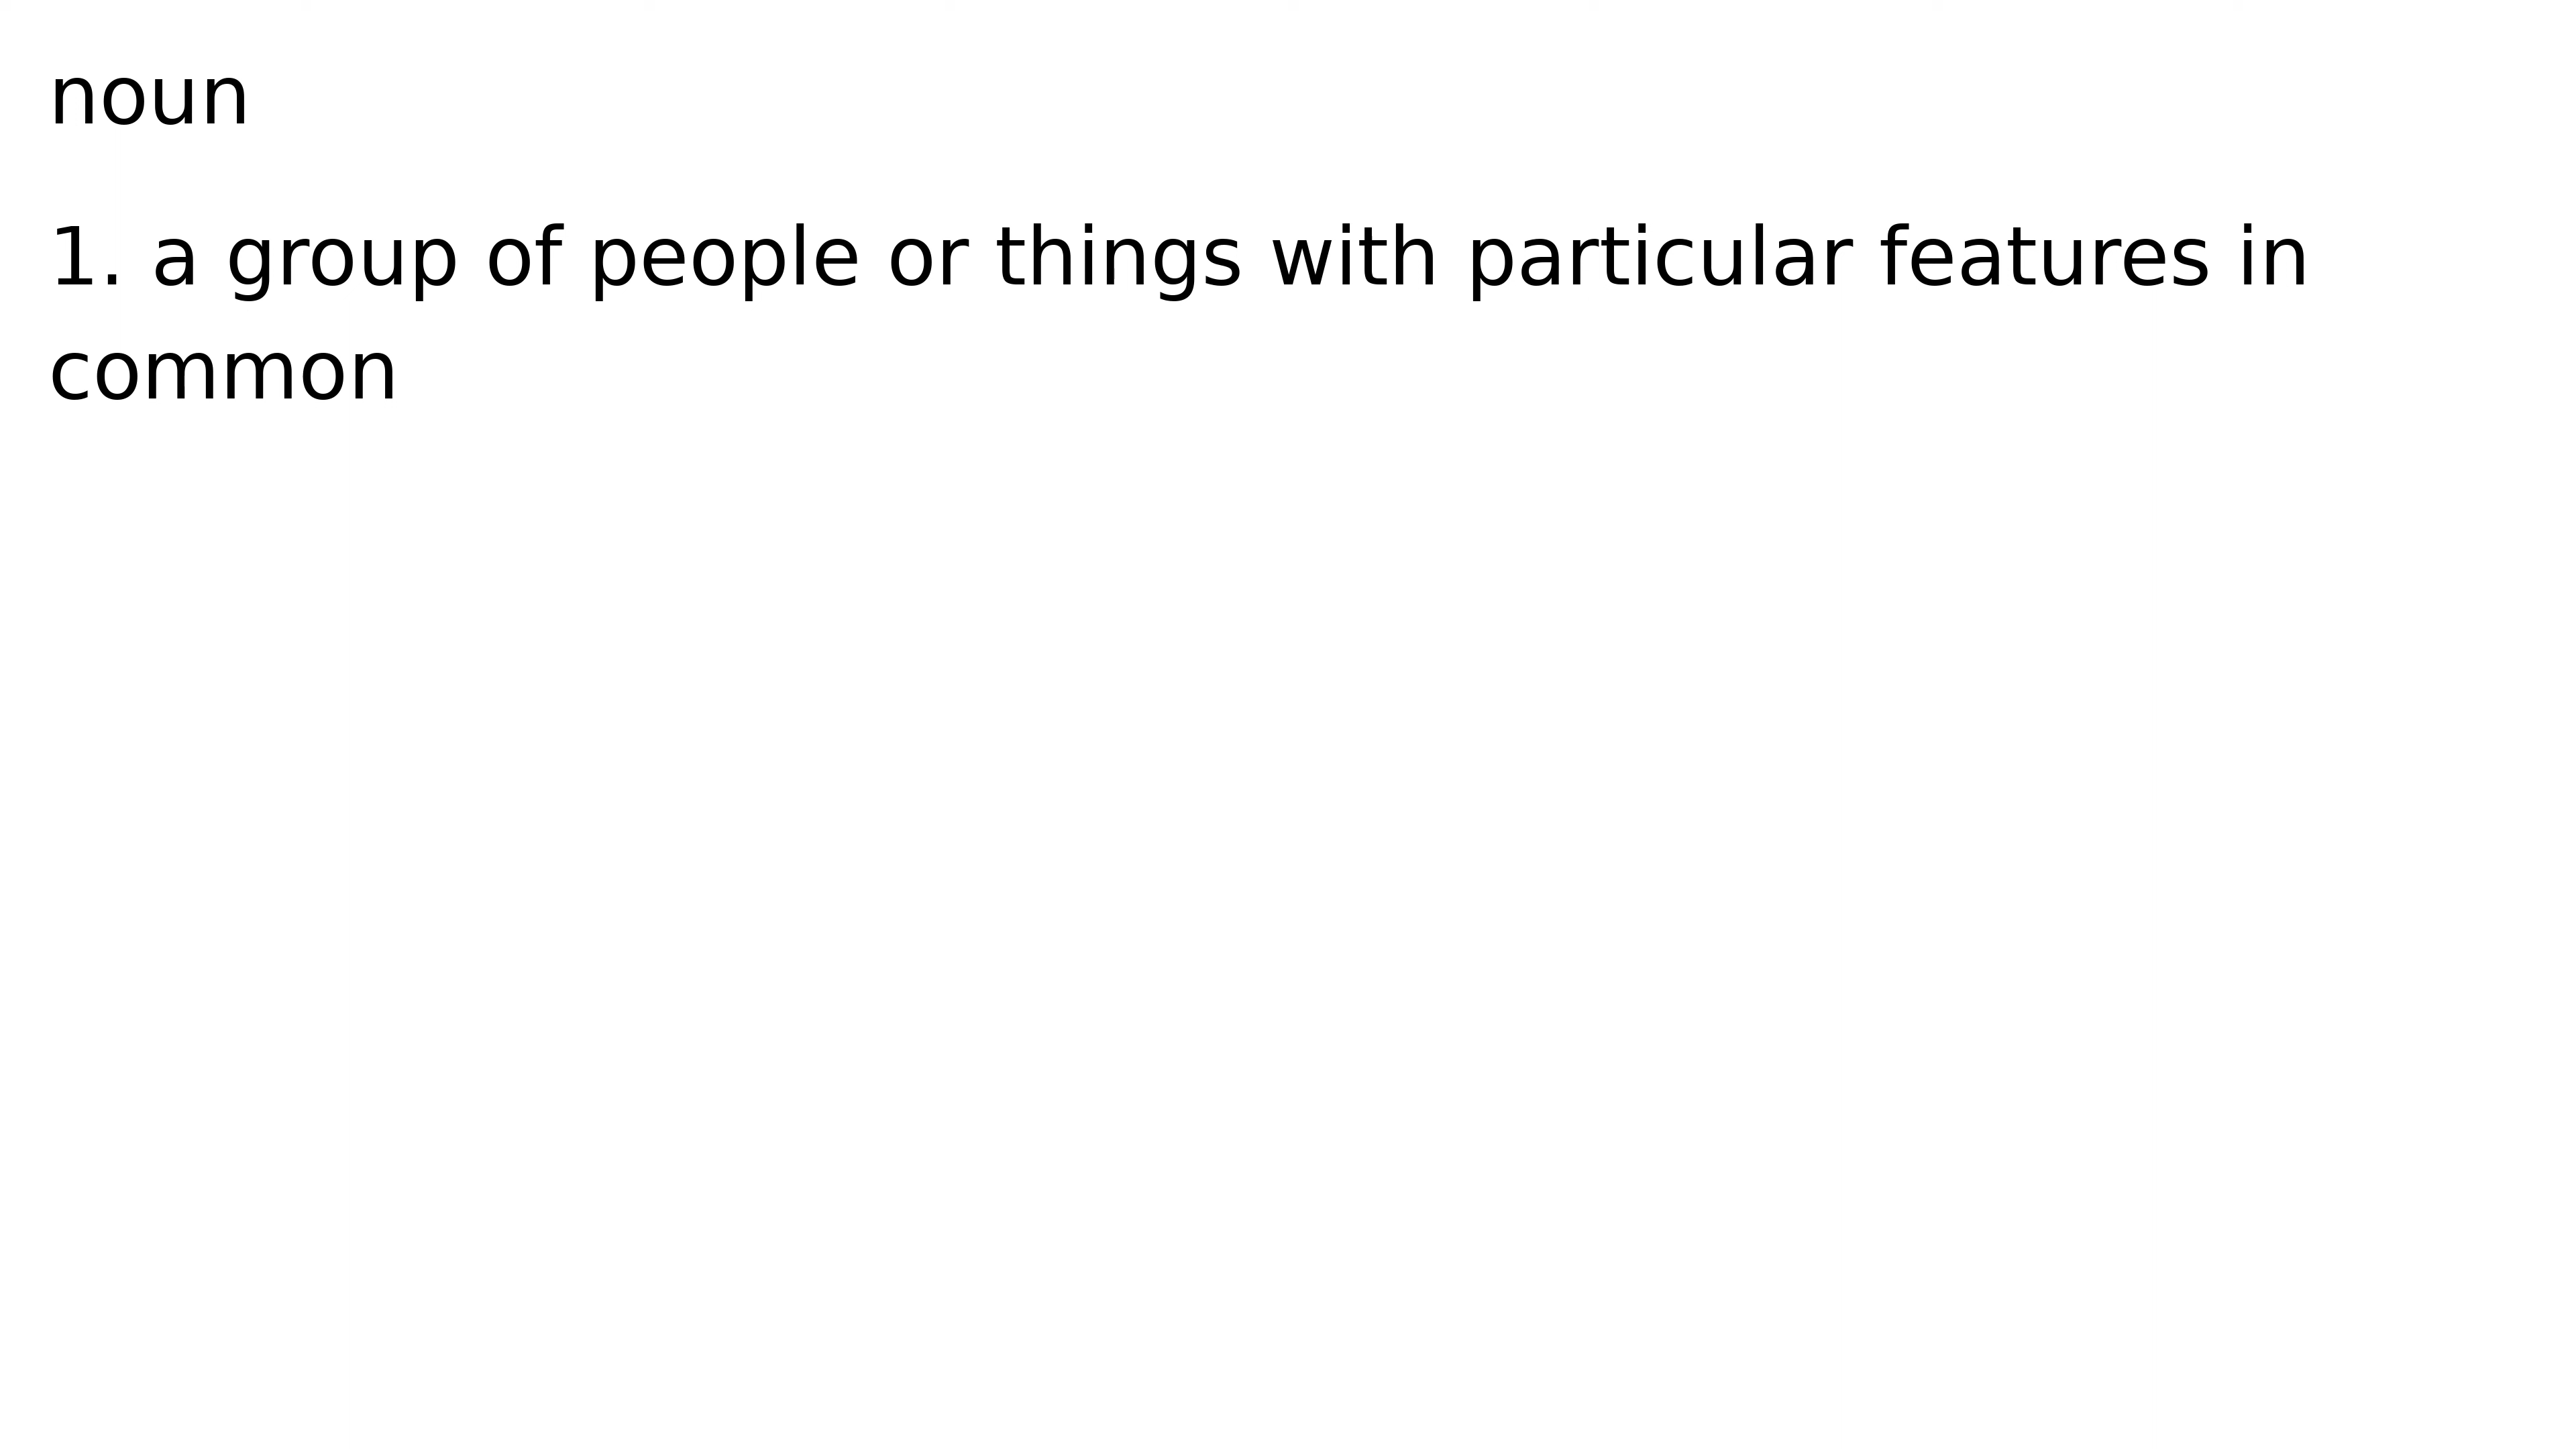 noun
1. a group of people or things with particular features in
common